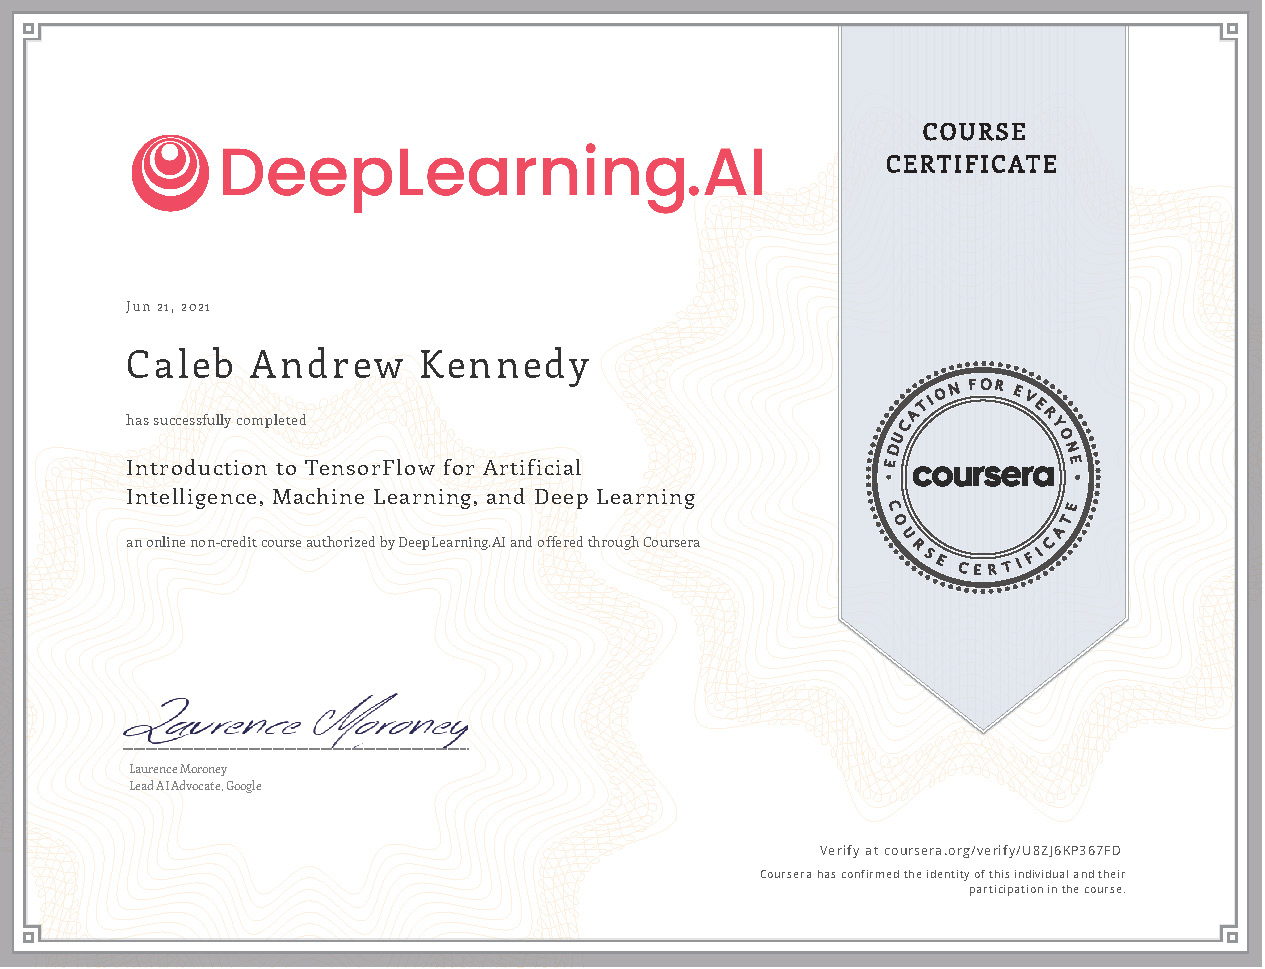 DeepLearning.AI
COURSE
CERTIFICATE
Jun 21, 2021
Caleb Andrew Kennedy
has successfully completed
Introduction to TensorFlow for Artificial
Intelligence, Machine Learning, and Deep Learning
an online non-credit course authorized by DeepLearning.AI and offered through Coursera
EDUCATION FOR EVERYONE
coursera
COURSE CERTIFICATE
Laurence Moroney
Laurence Moroney
Lead AI Advocate, Google
Verify at coursera.org/verify/U8ZJ6KP367FD
Coursera has confirmed the identity of this individual and their
participation in the course.